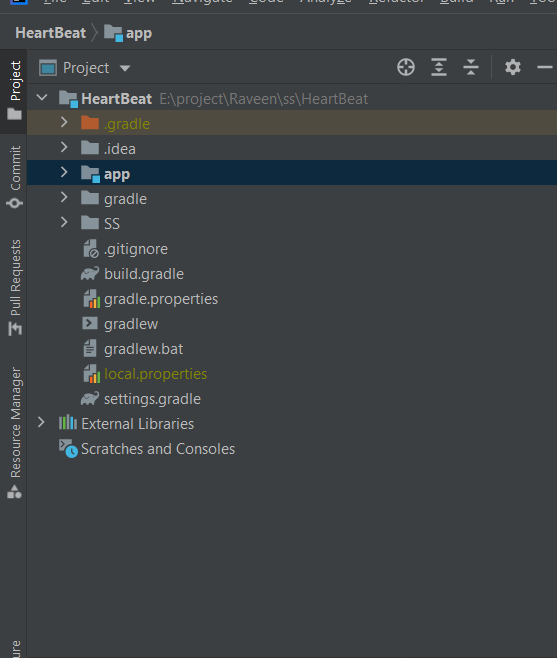 HeartBeat app
Project
HeartBeat E:\project\Raveen\ss\HeartBeat
.gradle
.idea
app
gradle
SS
.gitignore
build.gradle
gradle.properties
gradlew
gradlew.bat
local.properties
settings.gradle
External Libraries
Scratches and Consoles
Project
Commit
Pull Requests
Resource Manager